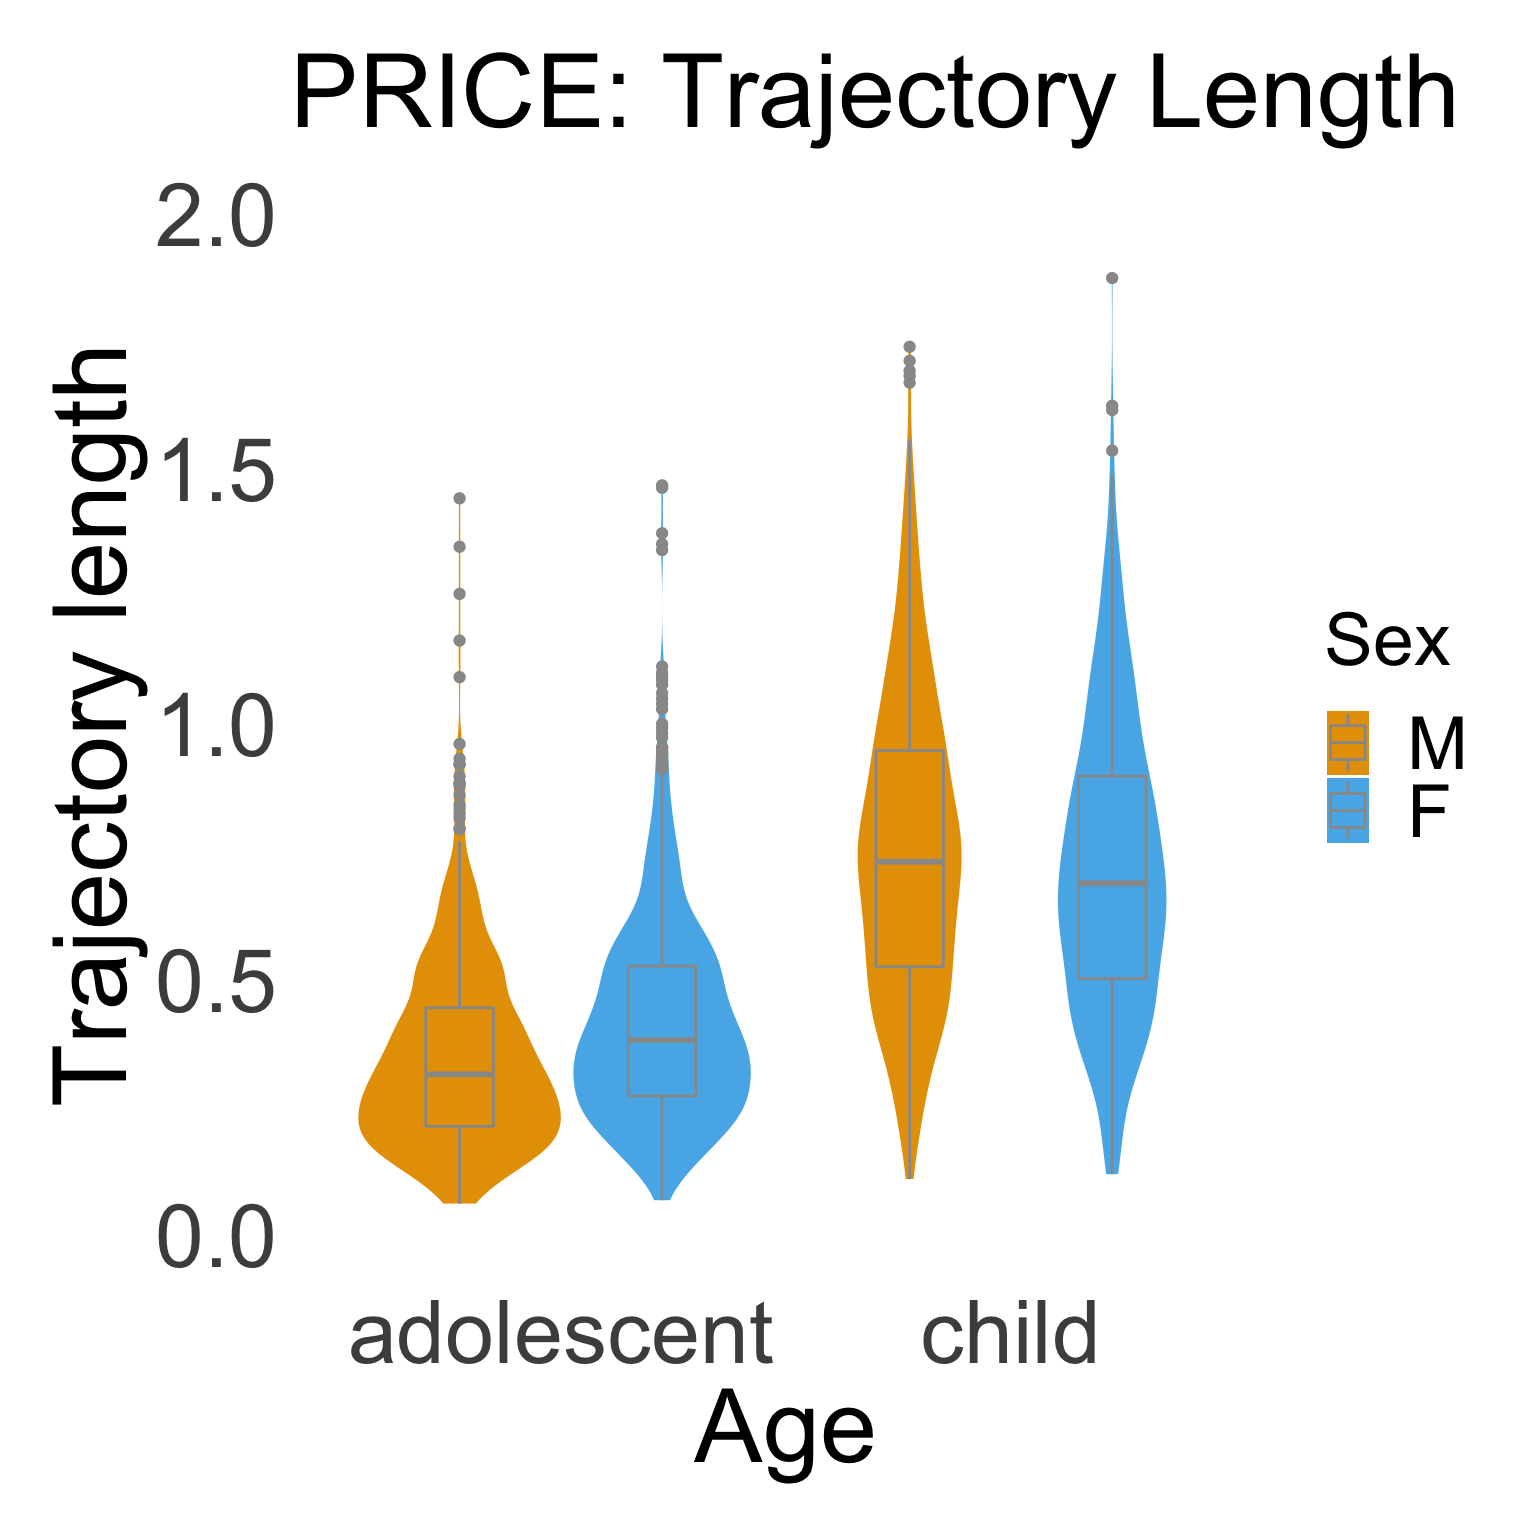 PRICE: Trajectory Length
Trajectory length
2.0
1.5
1.0
0.5
0.0
adolescent
child
Age
Sex
M
F